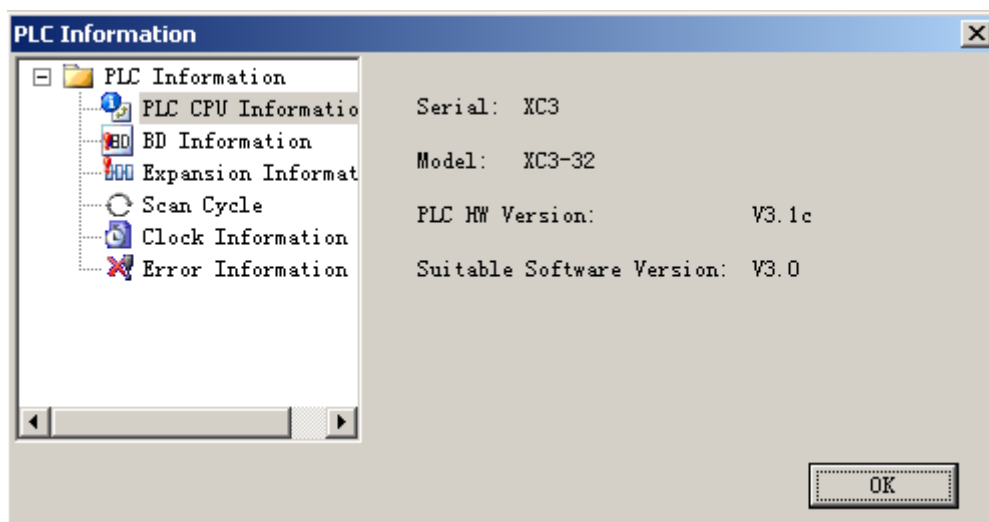 PLC Information
PLC Information
PLC CPU Informatio
BD Information
Expansion Informat
Scan Cycle
Clock Information
Error Information
Serial: XC3
Model: XC3-32
PLC HW Version: V3.1c
Suitable Software Version: V3.0
OK